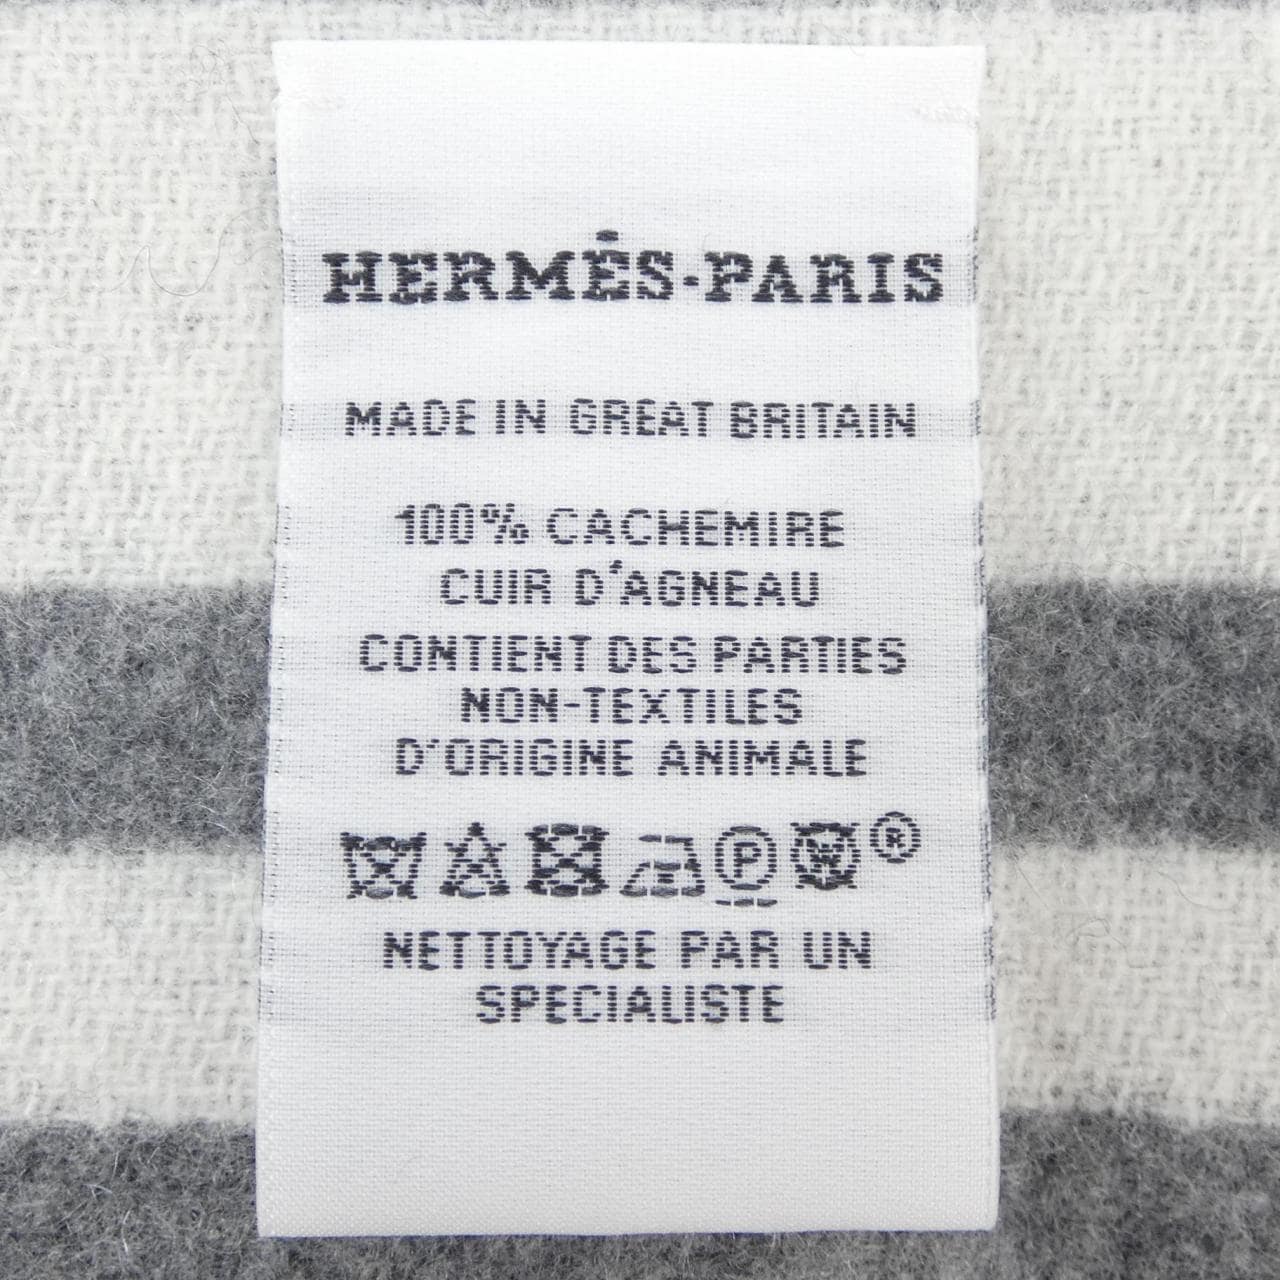 HERMÈS·PARIS
MADE IN GREAT BRITAIN
100% CACHEMIRE
CUIR D'AGNEAU
CONTIENT DES PARTIES
NON-TEXTILES
D'ORIGINE ANIMALE
P W ®
NETTOYAGE PAR UN
SPECIALISTE